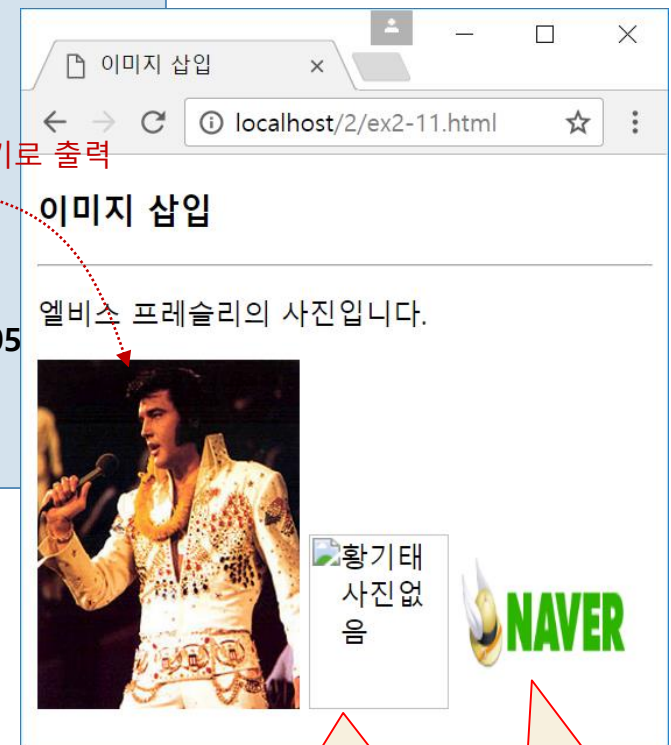 이미지 삽입
localhost/2/ex2-11.html
로 출력
이미지 삽입
엘비스 프레슬리의 사진입니다.
황기태
사진없
음
NAVER